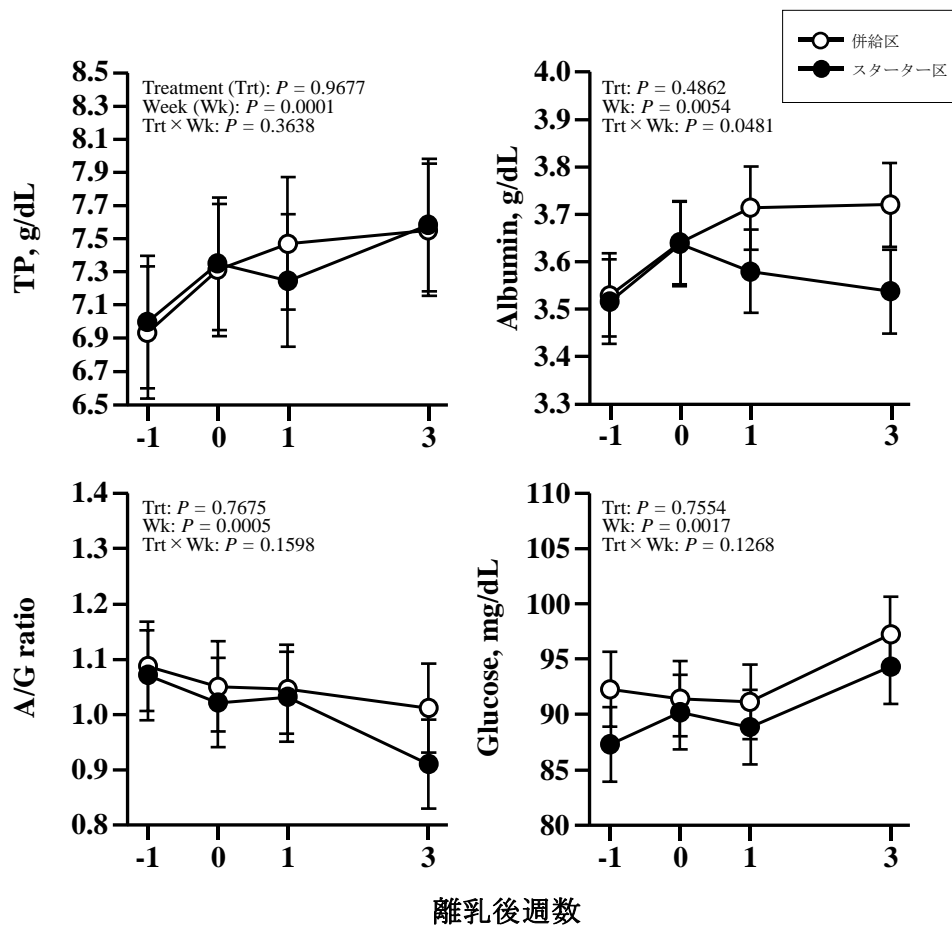 併給区
スターター区
8.5
8.3
8.1
7.9
7.7
7.5
7.3
7.1
6.9
6.7
6.5
TP, g/dL
Treatment (Trt): P = 0.9677
Week (Wk): P = 0.0001
Trt×Wk: P = 0.3638
-1 0 1 3
4.0
3.9
3.8
3.7
3.6
3.5
3.4
3.3
Albumin, g/dL
Trt: P = 0.4862
Wk: P = 0.0054
Trt×Wk: P = 0.0481
-1 0 1 3
1.4
1.3
1.2
1.1
1.0
0.9
0.8
A/G ratio
Trt: P = 0.7675
Wk: P = 0.0005
Trt×Wk: P = 0.1598
-1 0 1 3
110
105
100
95
90
85
80
Glucose, mg/dL
Trt: P = 0.7554
Wk: P = 0.0017
Trt×Wk: P = 0.1268
-1 0 1 3
離乳後週数